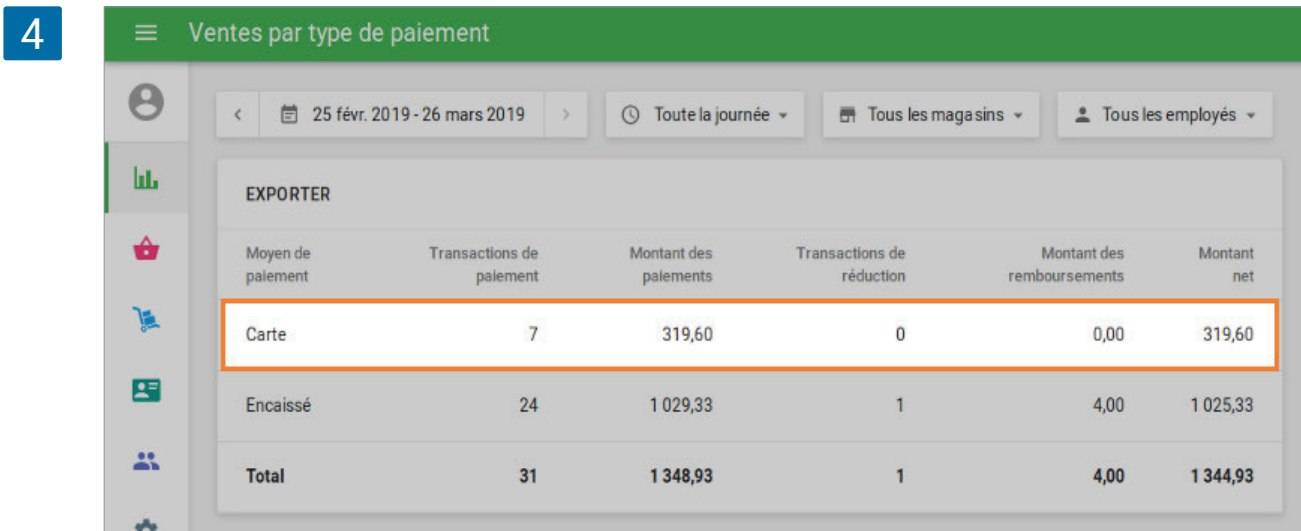 4
Ventes par type de paiement
25 févr. 2019 - 26 mars 2019
Toute la journée
Tous les magasins
Tous les employés
EXPORTER
Moyen de paiement
Transactions de paiement
Montant des paiements
Transactions de réduction
Montant des remboursements
Montant net
Carte 7 319,60 0 0,00 319,60
Encaissé 24 1 029,33 1 4,00 1 025,33
Total 31 1 348,93 1 4,00 1 344,93